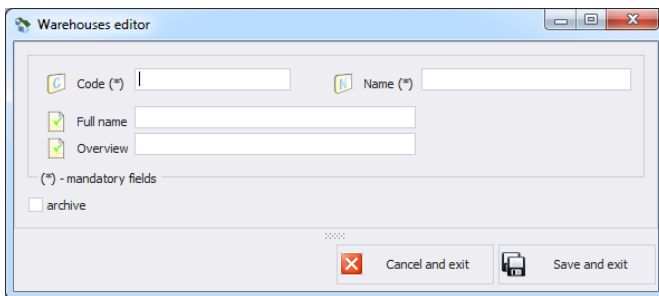 Warehouses editor
Code (*)
Name (*)
Full name
Overview
(*) - mandatory fields
archive
Cancel and exit
Save and exit